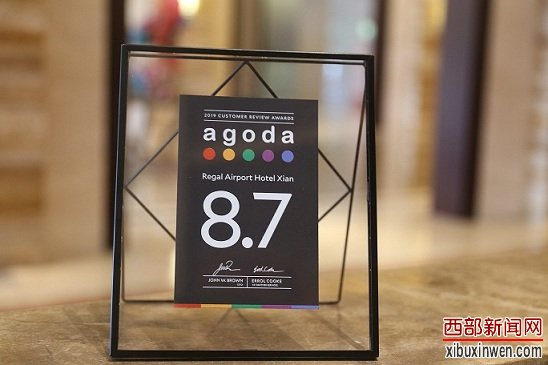 2019 CUSTOMER REVIEW AWARDS
agoda
Regal Airport Hotel Xian
8.7
JOHN W. BROWN
CEO
ERROL COOKE
西部新闻网
xibuxinwen.com